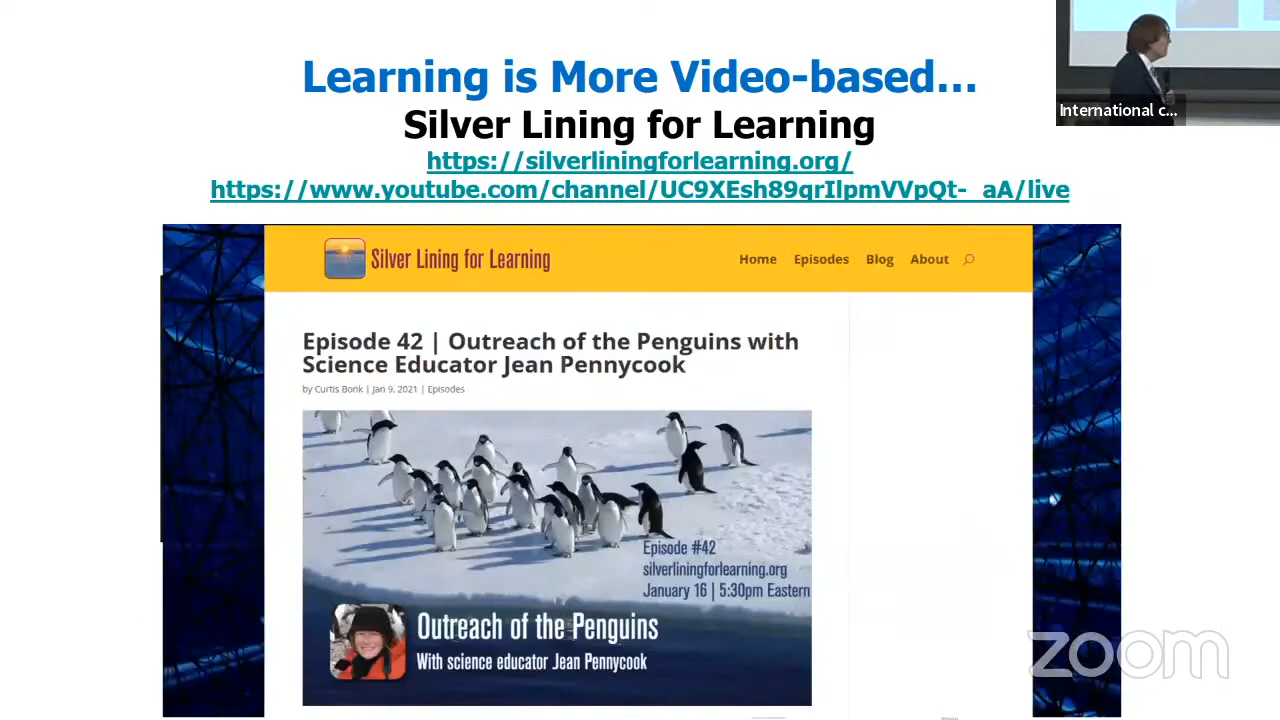 Learning is More Video-based...
Silver Lining for Learning
https://silverliningforlearning.org/
https://www.youtube.com/channel/UC9XEsh89qrIlpmVVpQt-_aA/live
International c...
Silver Lining for Learning
Home Episodes Blog About
Episode 42 | Outreach of the Penguins with
Science Educator Jean Pennycook
by Curtis Bonk | Jan 9, 2021 | Episodes
Episode #42
silverliningforlearning.org
January 16 | 5:30pm Eastern
Outreach of the Penguins
With science educator Jean Pennycook
zoom